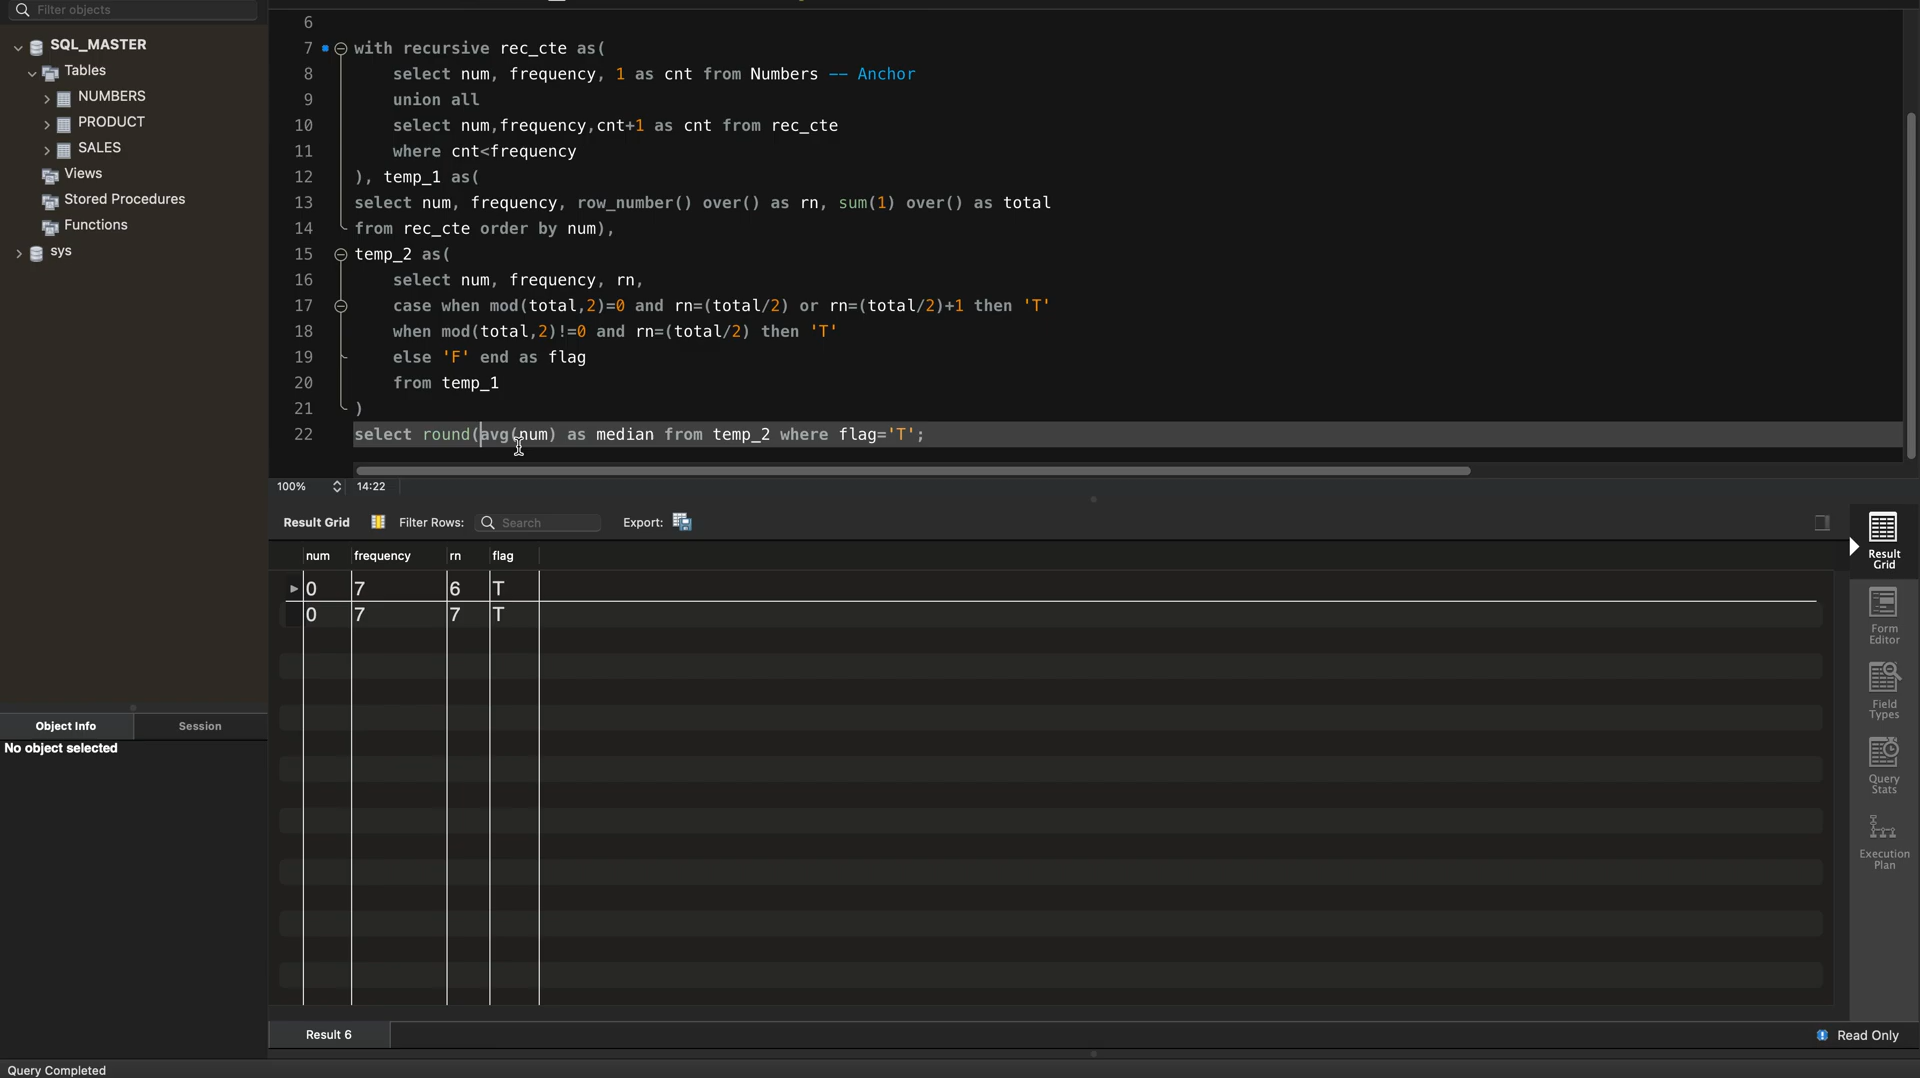 Filter objects
SQL_MASTER
Tables
NUMBERS
PRODUCT
SALES
Views
Stored Procedures
Functions
sys
Object Info
Session
No object selected
6
7 with recursive rec_cte as(
8 select num, frequency, 1 as cnt from Numbers -- Anchor
9 union all
10 select num,frequency,cnt+1 as cnt from rec_cte
11 where cnt<frequency
12 ), temp_1 as(
13 select num, frequency, row_number() over() as rn, sum(1) over() as total
14 from rec_cte order by num),
15 temp_2 as(
16 select num, frequency, rn,
17 case when mod(total,2)=0 and rn=(total/2) or rn=(total/2)+1 then 'T'
18 when mod(total,2)!=0 and rn=(total/2) then 'T'
19 else 'F' end as flag
20 from temp_1
21 )
22 select round(avg(num) as median from temp_2 where flag='T';
100% 14:22
Result Grid Filter Rows: Search Export:
num frequency rn flag
0 7 6 T
0 7 7 T
Result Grid
Form Editor
Field Types
Query Stats
Execution Plan
Result 6
Read Only
Query Completed